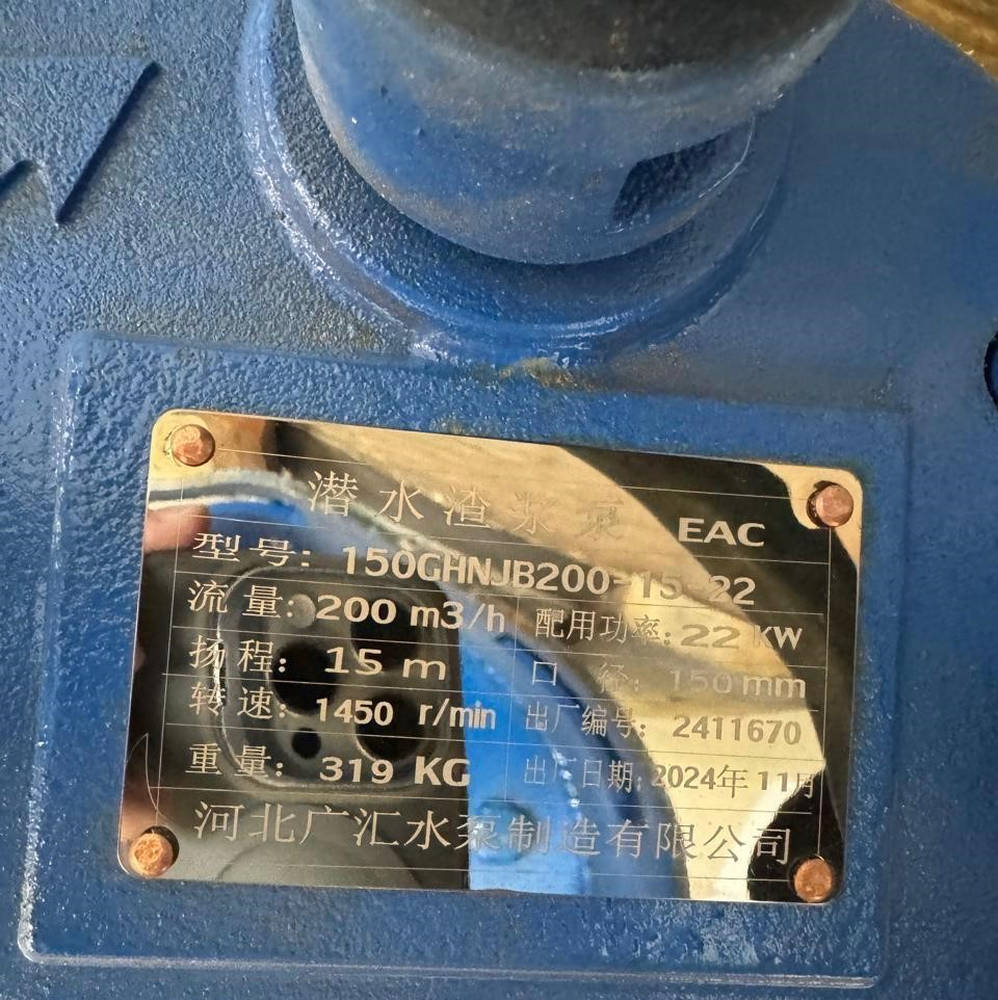 潜水渣浆泵 EAC
型号: 150GHNJB200-15-22
流量: 200 m3/h 配用功率: 22 KW
扬程: 15 m 口径: 150mm
转速: 1450 r/min 出厂编号: 2411670
重量: 319 KG 出厂日期: 2024年11月
河北广汇水泵制造有限公司